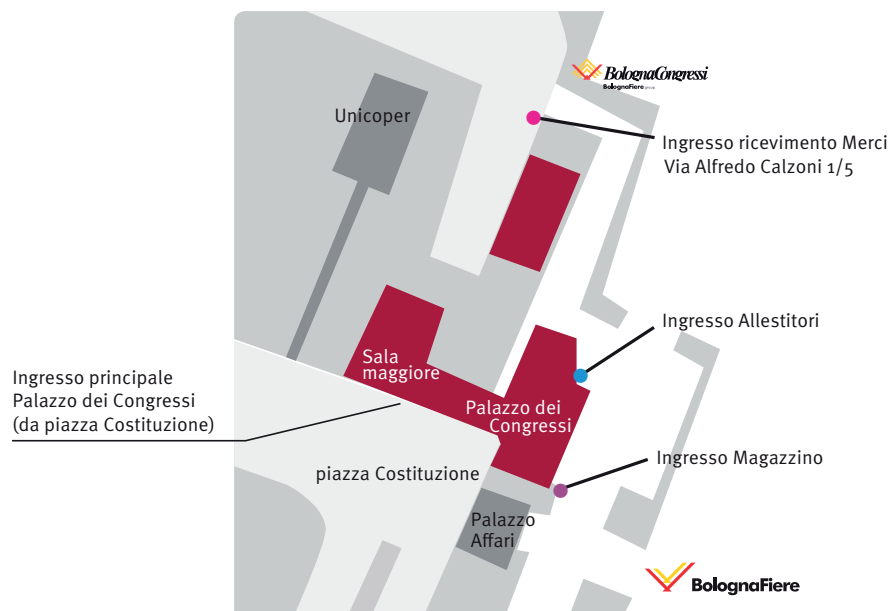 BolognaCongressi
BolognaFiere group
Unicoper
Ingresso ricevimento Merci
Via Alfredo Calzoni 1/5
Ingresso Allestitori
Sala
maggiore
Ingresso principale
Palazzo dei Congressi
(da piazza Costituzione)
Palazzo dei
Congressi
Ingresso Magazzino
piazza Costituzione
Palazzo
Affari
BolognaFiere